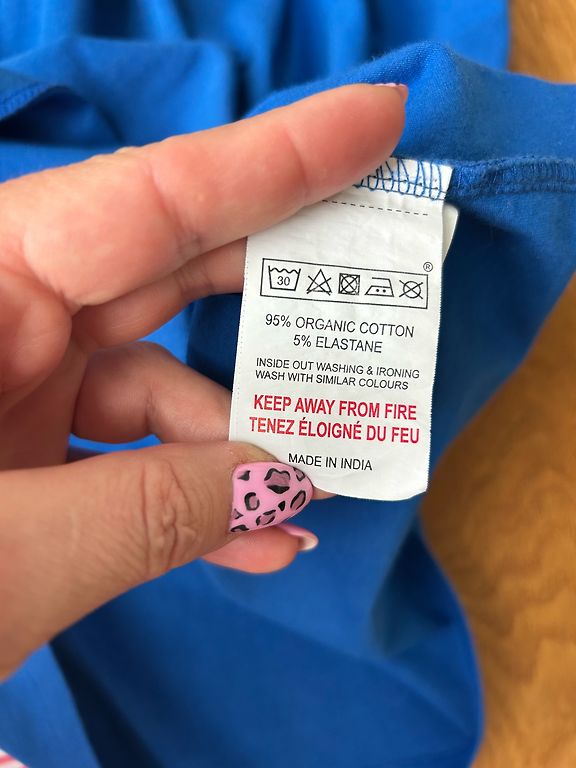 ®
30
95% ORGANIC COTTON
5% ELASTANE
INSIDE OUT WASHING & IRONING
WASH WITH SIMILAR COLOURS
KEEP AWAY FROM FIRE
TENEZ ÉLOIGNÉ DU FEU
MADE IN INDIA